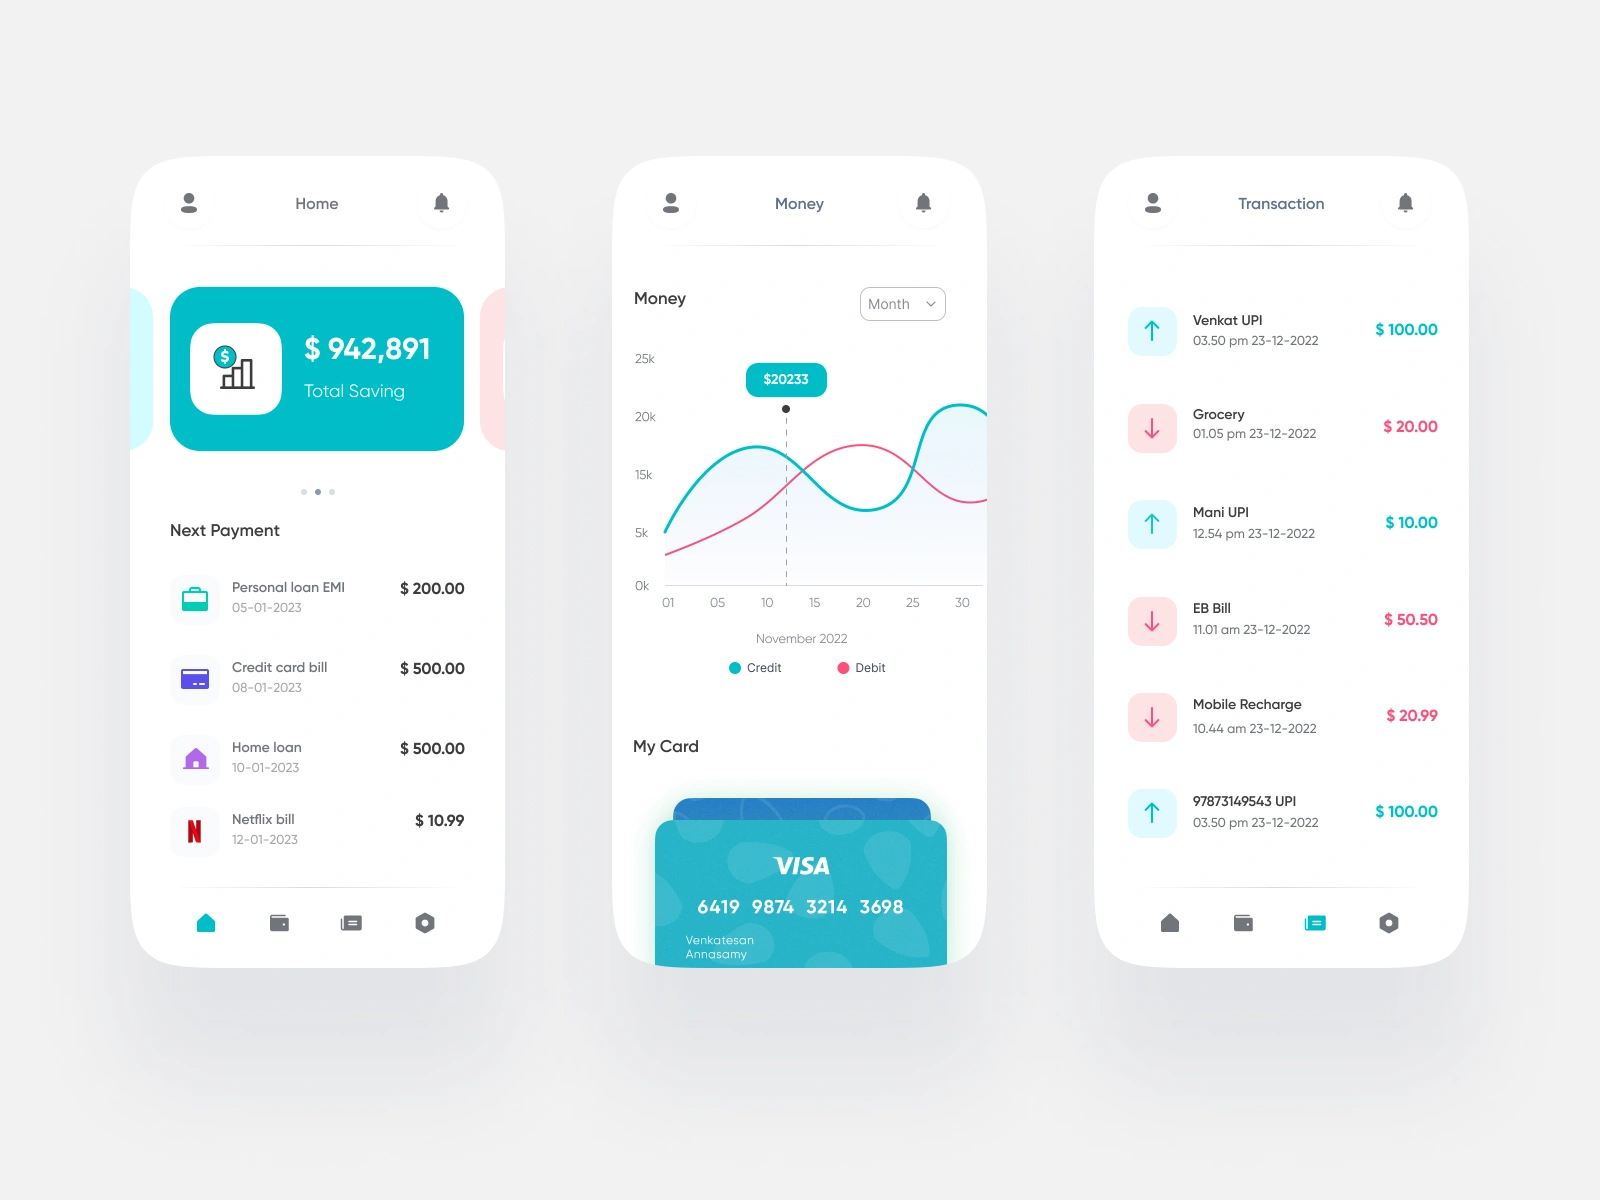 Home
$
$ 942,891
Total Saving
Next Payment
Personal loan EMI
$ 200.00
05-01-2023
Credit card bill
$ 500.00
08-01-2023
Home loan
$ 500.00
10-01-2023
N
Netflix bill
$ 10.99
12-01-2023
Money
Money
Month
25k
$20233
20k
15k
5k
0k
01 05 10 15 20 25 30
November 2022
Credit
Debit
My Card
VISA
6419 9874 3214 3698
Venkatesan
Annasamy
Transaction
Venkat UPI
$ 100.00
03.50 pm 23-12-2022
Grocery
$ 20.00
01.05 pm 23-12-2022
Mani UPI
$ 10.00
12.54 pm 23-12-2022
EB Bill
$ 50.50
11.01 am 23-12-2022
Mobile Recharge
$ 20.99
10.44 am 23-12-2022
97873149543 UPI
$ 100.00
03.50 pm 23-12-2022